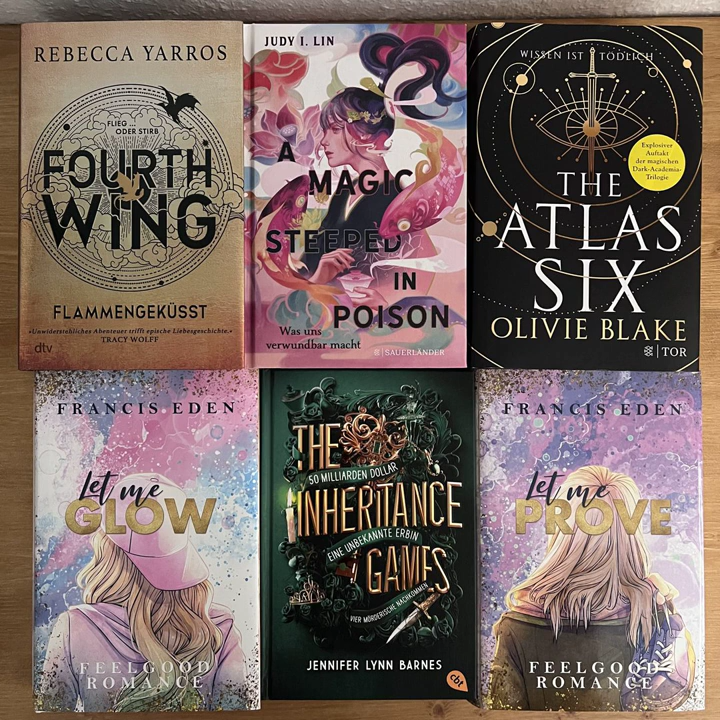 REBECCA YARROS
FLIEG ...
ODER STIRB
FOURTH
WING
FLAMMENGEKÜSST
»Unwiderstehliches Abenteuer trifft epische Liebesgeschichte.«
TRACY WOLFF
dtv
JUDY I. LIN
A
MAGIC
STEEPED
IN
POISON
Was uns
verwundbar macht
SAUERLÄNDER
WISSEN IST TÖDLICH
Explosiver
Auftakt
der magischen
Dark-Academia-
Trilogie
THE
ATLAS
SIX
OLIVIE BLAKE
TOR
FRANCIS EDEN
Let me
GLOW
FEELGOOD
ROMANCE
THE
50 MILLIARDEN DOLLAR
INHERITANCE
EINE UNBEKANNTE ERBIN
GAMES
VIER MÖRDERISCHE NACHKOMMEN
JENNIFER LYNN BARNES
cbt
FRANCIS EDEN
Let me
PROVE
FEELGOOD
ROMANCE